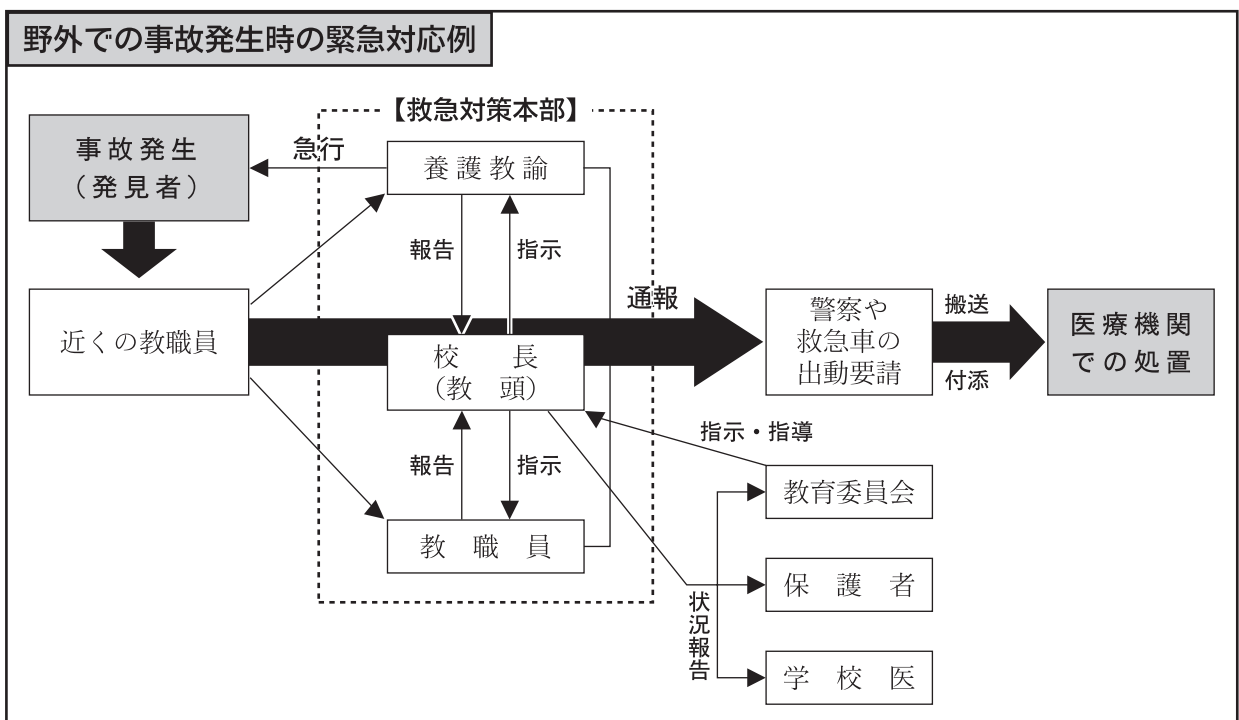 野外での事故発生時の緊急対応例
【救急対策本部】
事故発生
（発見者）
急行
養護教諭
報告
指示
近くの教職員
通報
校長
（教頭）
警察や
救急車の
出動要請
搬送
付添
医療機関
での処置
報告
指示
指示・指導
教育委員会
教職員
保護者
状況報告
学校医